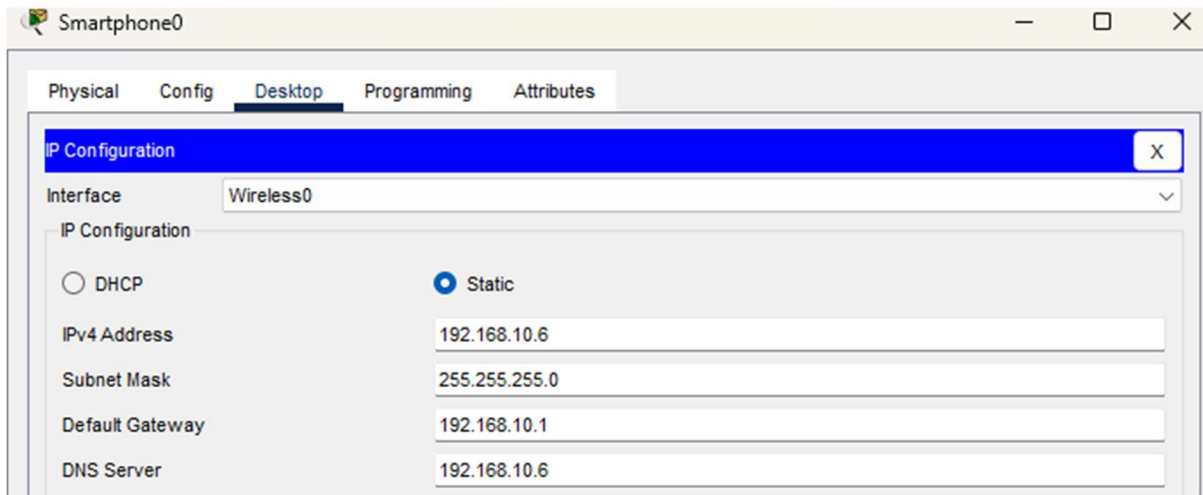 Smartphone0
Physical Config Desktop Programming Attributes
IP Configuration X
Interface Wireless0
IP Configuration
DHCP Static
IPv4 Address 192.168.10.6
Subnet Mask 255.255.255.0
Default Gateway 192.168.10.1
DNS Server 192.168.10.6